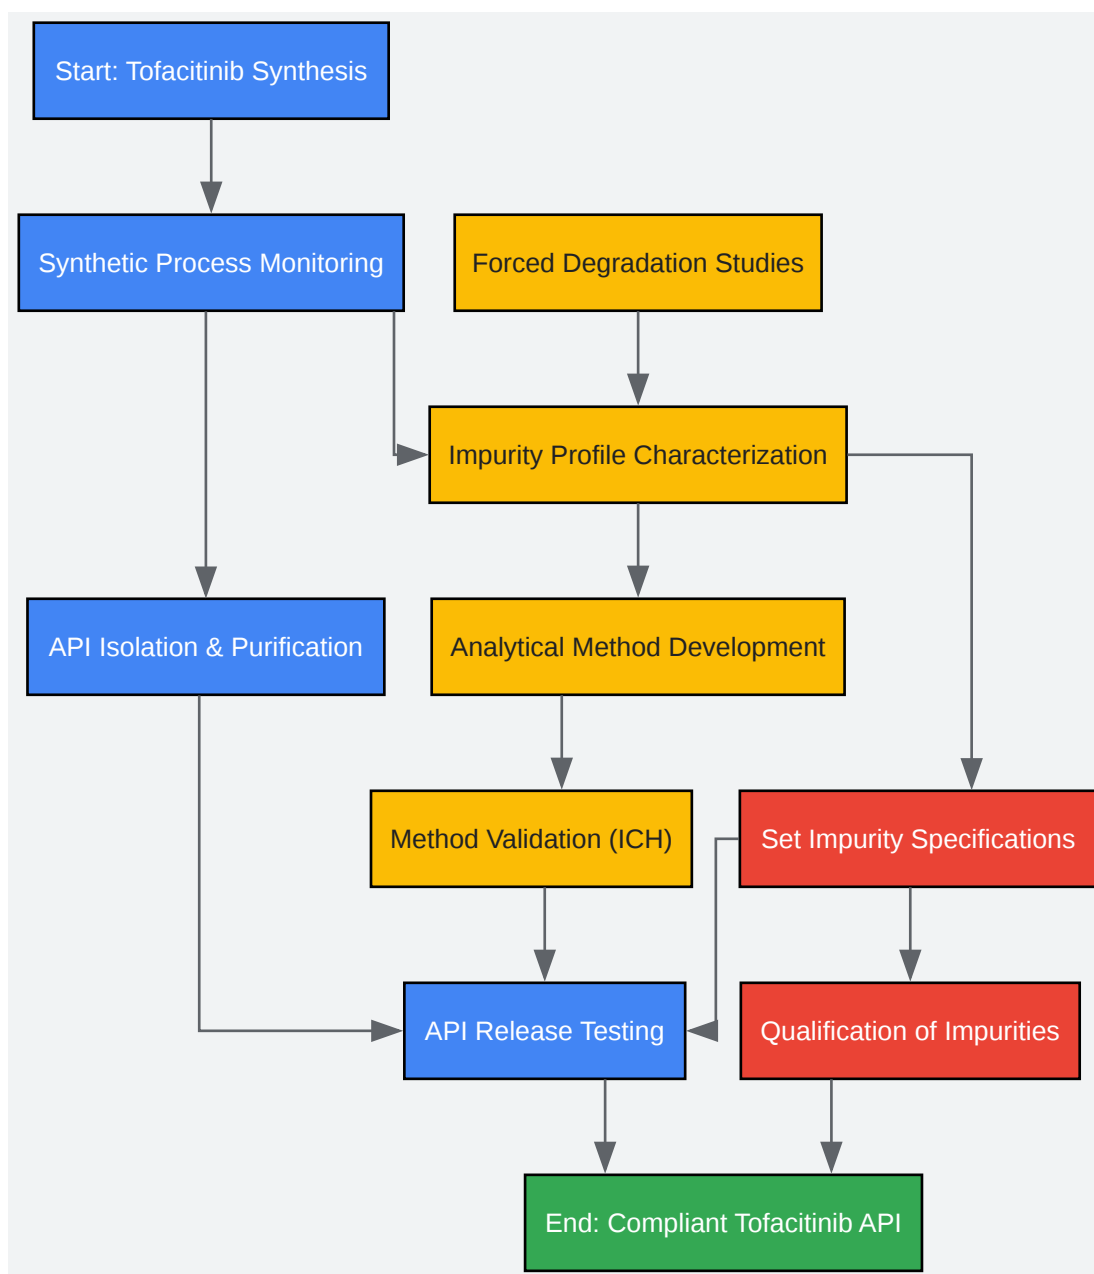 Start: Tofacitinib Synthesis
Synthetic Process Monitoring
Forced Degradation Studies
Impurity Profile Characterization
API Isolation & Purification
Analytical Method Development
Method Validation (ICH)
Set Impurity Specifications
API Release Testing
Qualification of Impurities
End: Compliant Tofacitinib API